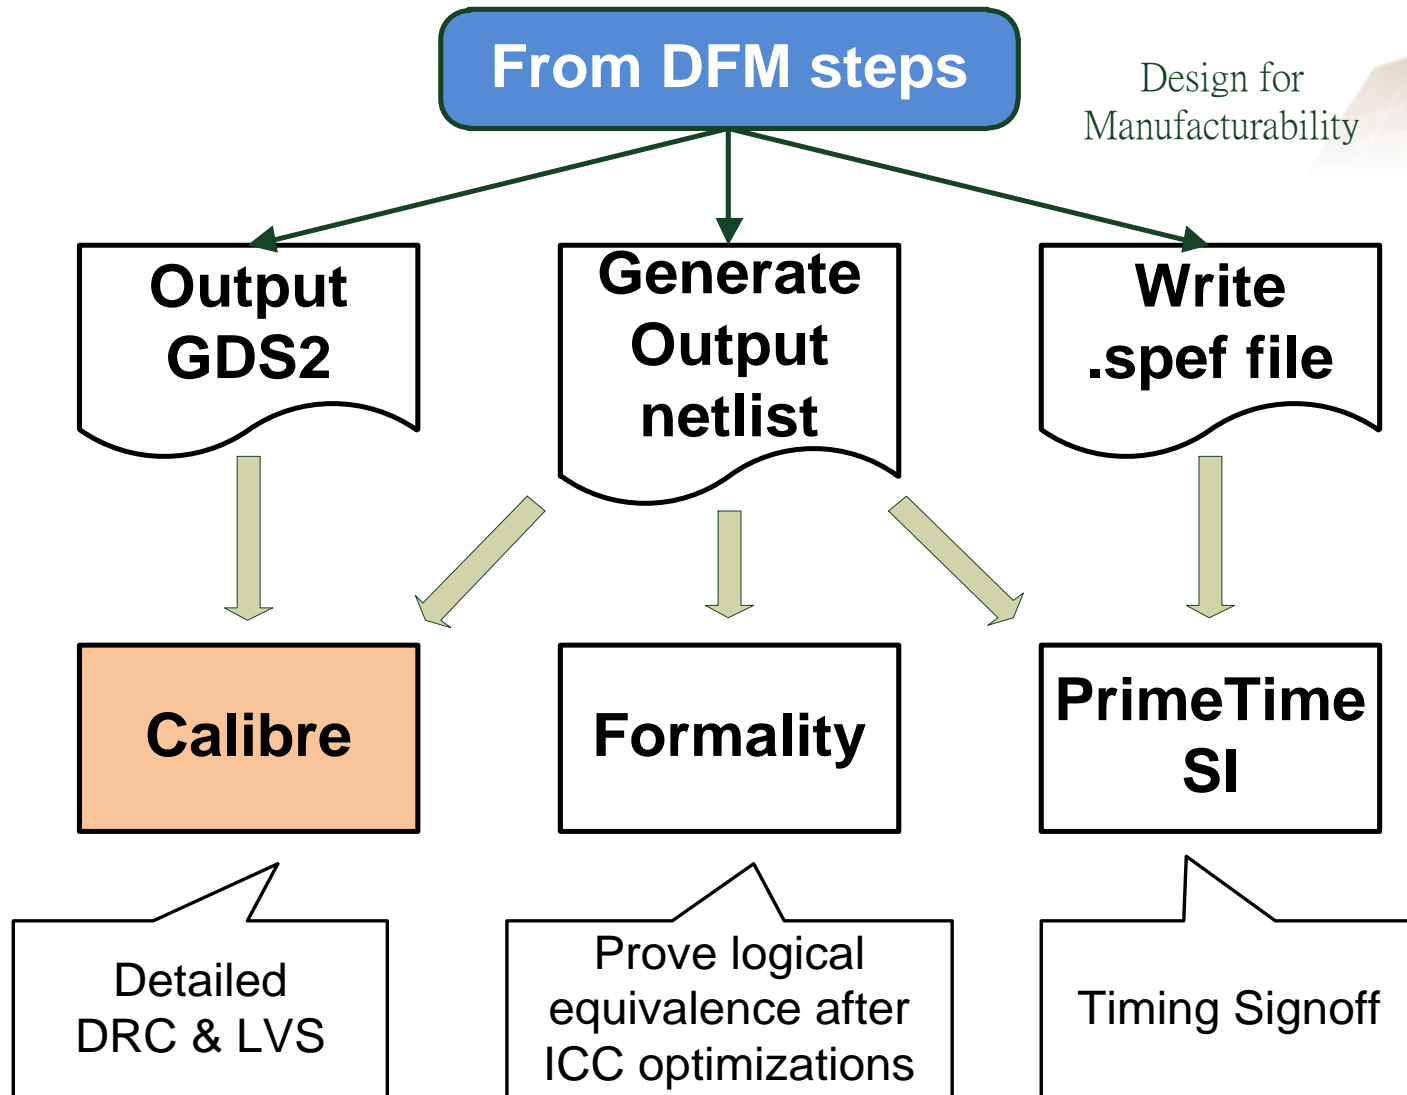 From DFM steps
Design for
Manufacturability
Output
GDS2
Generate
Output
netlist
Write
.spef file
Calibre
Formality
PrimeTime
SI
Detailed
DRC & LVS
Prove logical
equivalence after
ICC optimizations
Timing Signoff